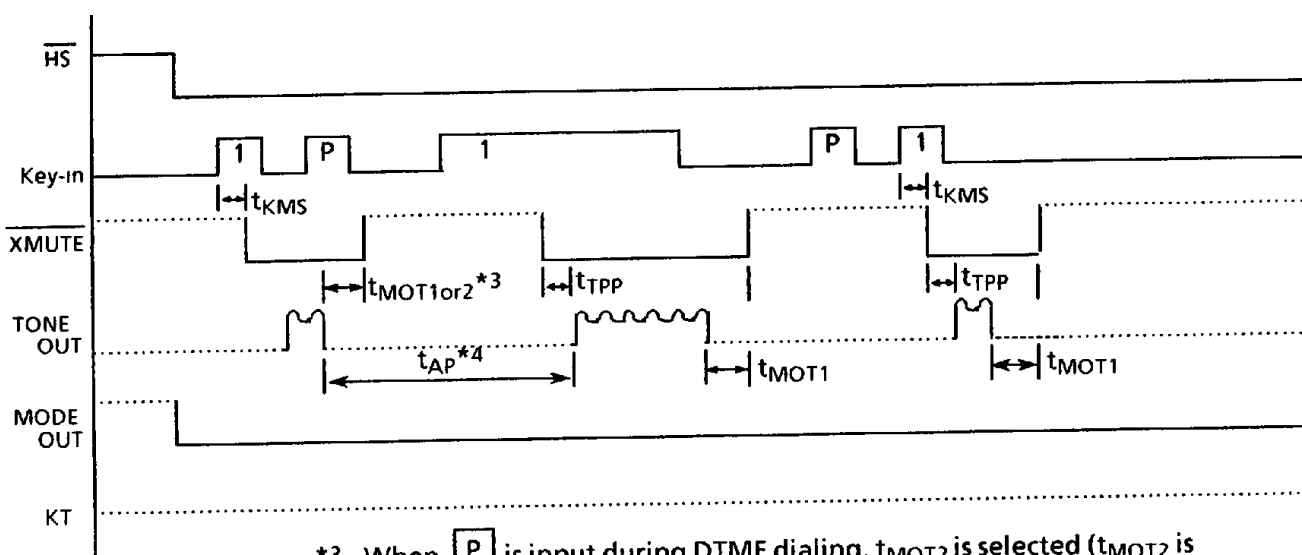 HS
1 P 1 P 1
Key-in
tKMS tKMS
XMUTE
tMOT1or2*3 tTPP tTPP
TONE
OUT
tAP*4 tMOT1 tMOT1
MODE
OUT
KT
*3 When P is input during DTMF dialing, tMOT2 is selected (tMOT2 is